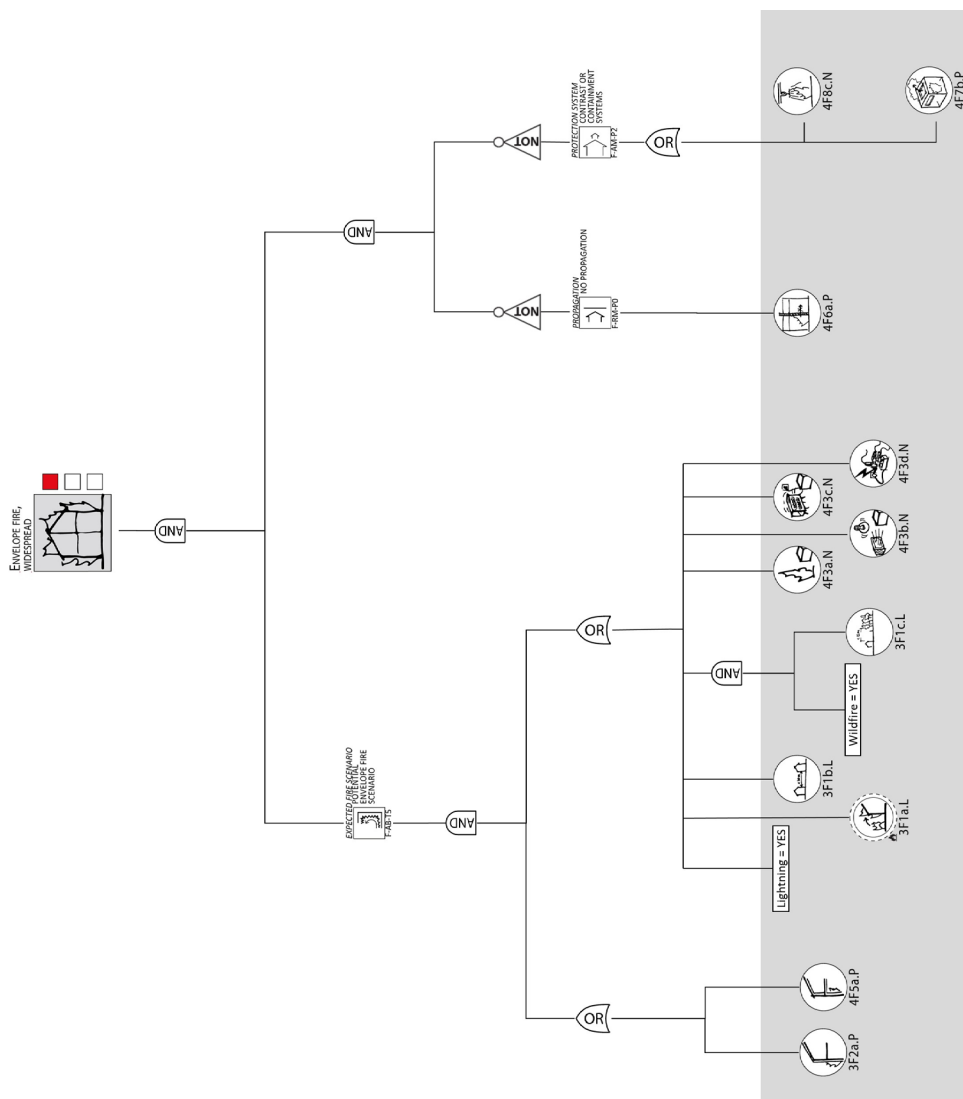 ENVELOPE FIRE,
WIDESPREAD
AND
AND
NOT
NOT
PROPAGATION
NO PROPAGATION
F-RM-P0
PROTECTION SYSTEM
CONTRAST OR
CONTAINMENT
SYSTEMS
F-AM-P2
OR
EXPECTED FIRE SCENARIO
POTENTIAL
ENVELOPE FIRE
SCENARIO
F-AB-T5
AND
OR
OR
AND
Lightning = YES
Wildfire = YES
3F2a.P
4F5a.P
3F1a.L
3F1b.L
3F1c.L
4F3a.N
4F3b.N
4F3c.N
4F3d.N
4F6a.P
4F8c.N
4F7b.P